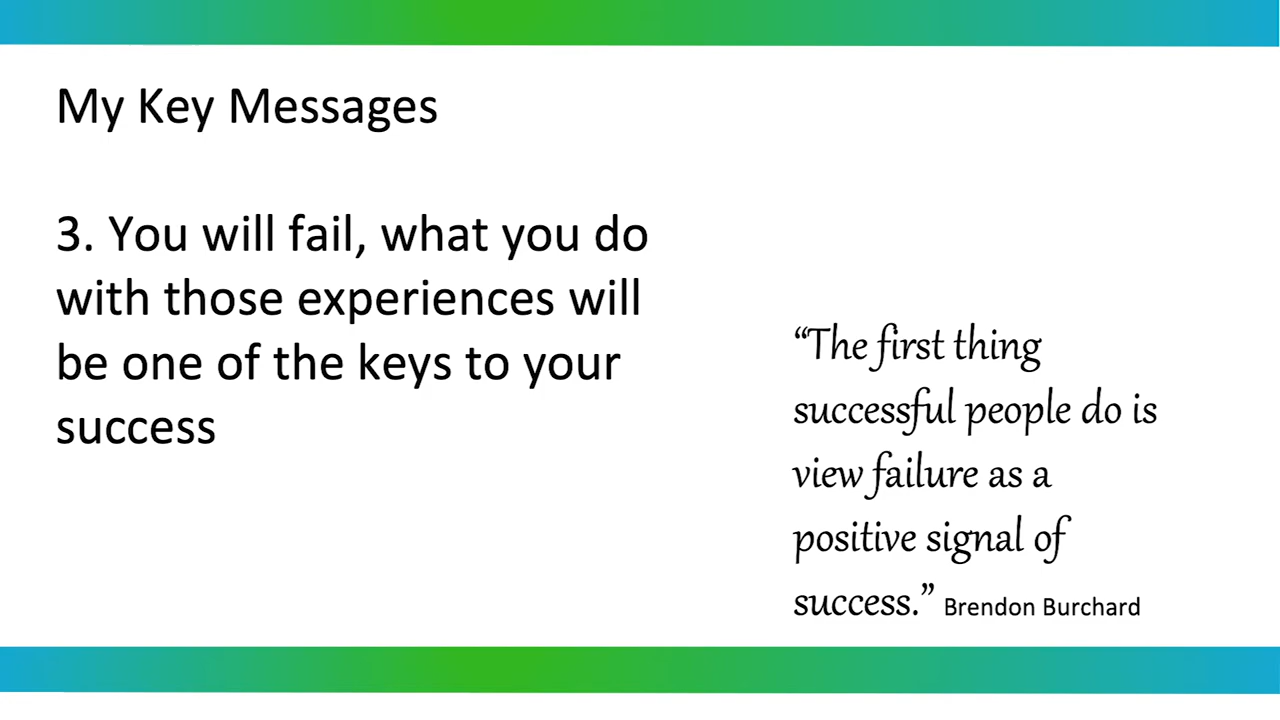 My Key Messages
3. You will fail, what you do
with those experiences will
be one of the keys to your
success
“The first thing
successful people do is
view failure as a
positive signal of
success.” Brendon Burchard